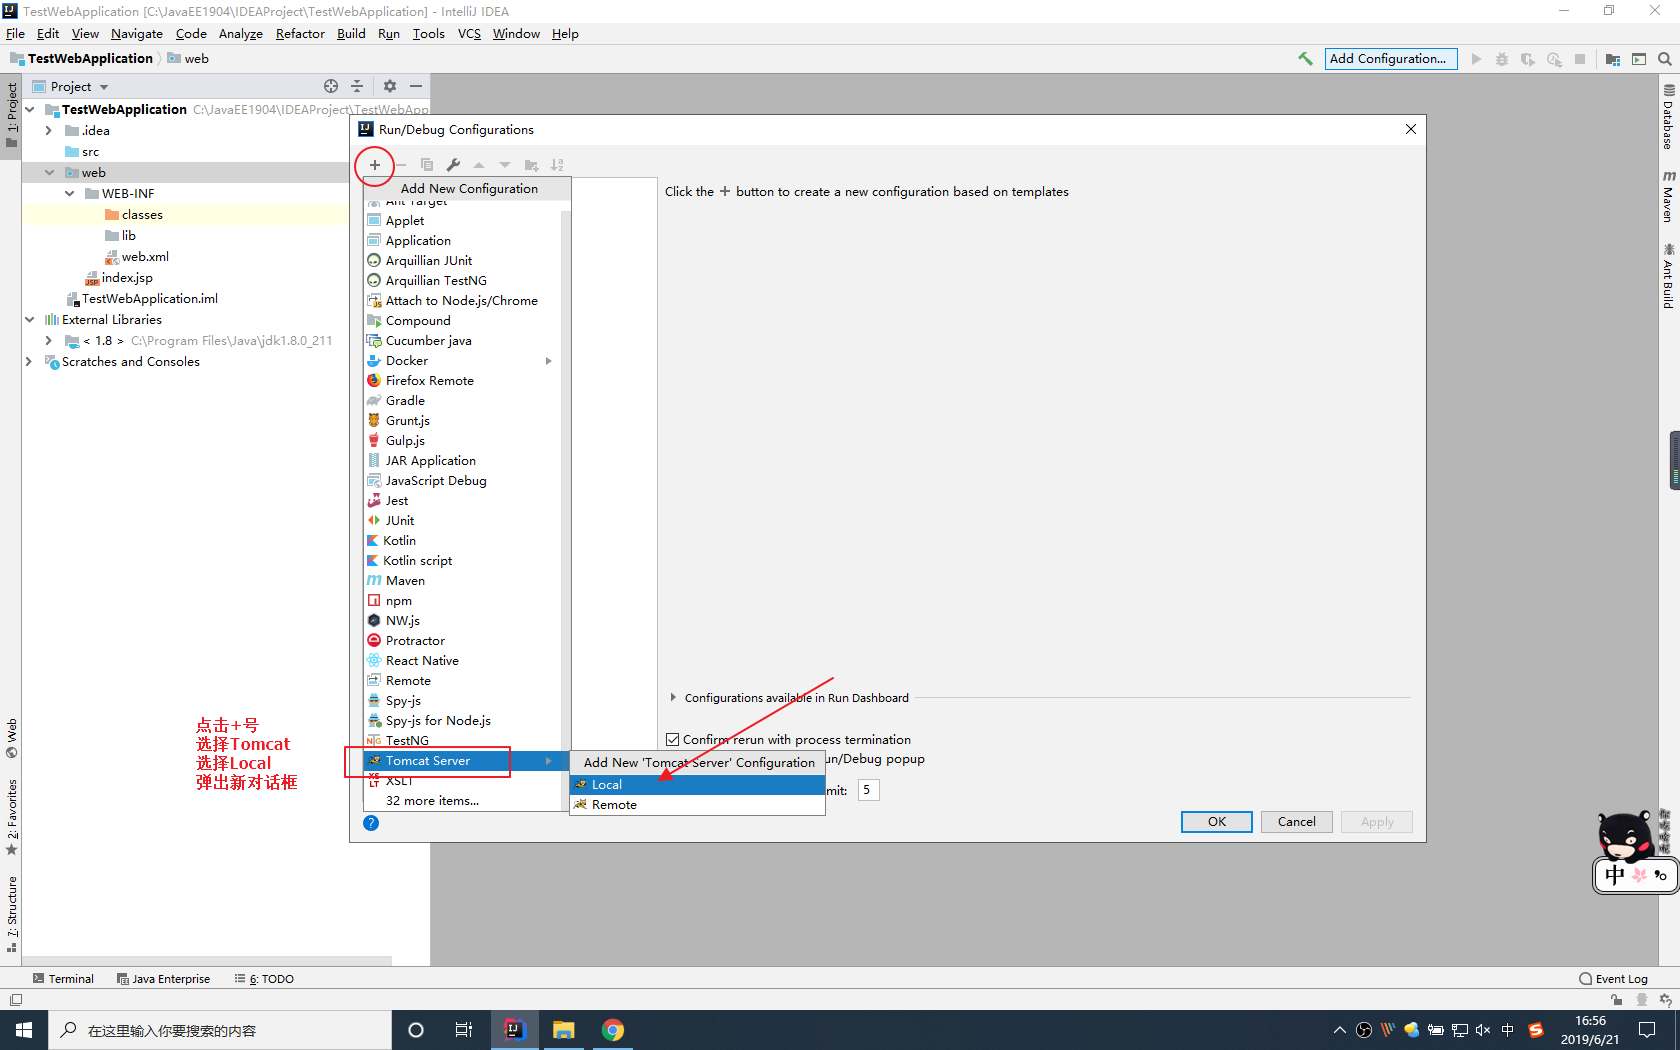 TestWebApplication [C:\JavaEE1904\IDEAProject\TestWebApplication] - IntelliJ IDEA
File Edit View Navigate Code Analyze Refactor Build Run Tools VCS Window Help
TestWebApplication web
Add Configuration...
1: Project
Project
TestWebApplication C:\JavaEE1904\IDEAProject\TestWebApp
.idea
src
web
WEB-INF
classes
lib
web.xml
index.jsp
TestWebApplication.iml
External Libraries
< 1.8 > C:\Program Files\Java\jdk1.8.0_211
Scratches and Consoles
点击+号
选择Tomcat
选择Local
弹出新对话框
Web
2: Favorites
7: Structure
Run/Debug Configurations
Add New Configuration
Ant Target
Applet
Application
Arquillian JUnit
Arquillian TestNG
Attach to Node.js/Chrome
Compound
Cucumber java
Docker
Firefox Remote
Gradle
Grunt.js
Gulp.js
JAR Application
JavaScript Debug
Jest
JUnit
Kotlin
Kotlin script
Maven
npm
NW.js
Protractor
React Native
Remote
Spy-js
Spy-js for Node.js
TestNG
Tomcat Server
XSLT
32 more items...
Click the + button to create a new configuration based on templates
Configurations available in Run Dashboard
Confirm rerun with process termination
un/Debug popup
mit: 5
Add New 'Tomcat Server' Configuration
Local
Remote
OK Cancel Apply
Database
Maven
Ant Build
中
Terminal Java Enterprise 6: TODO
Event Log
在这里输入你要搜索的内容
中
16:56
2019/6/21